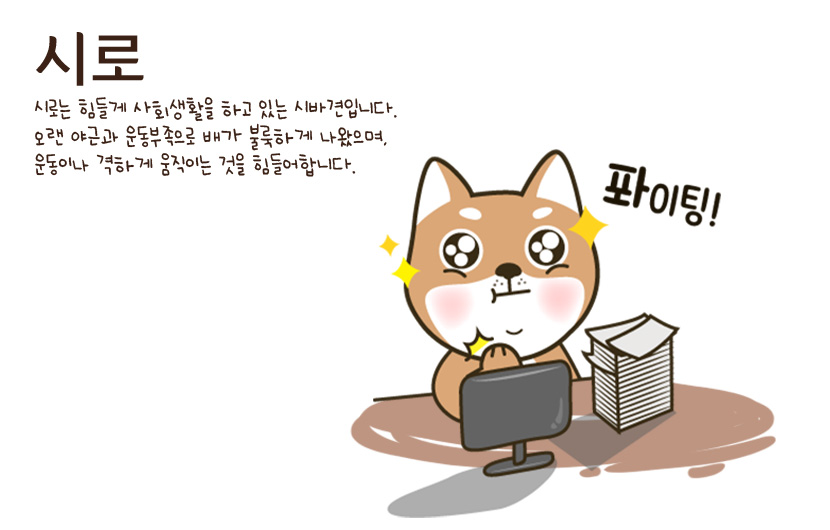 시로
시로는 힘들게 사회생활을 하고 있는 시바견입니다.
오랜 야근과 운동부족으로 배가 불룩하게 나왔으며,
운동이나 격하게 움직이는 것을 힘들어합니다.
퐈이팅!!